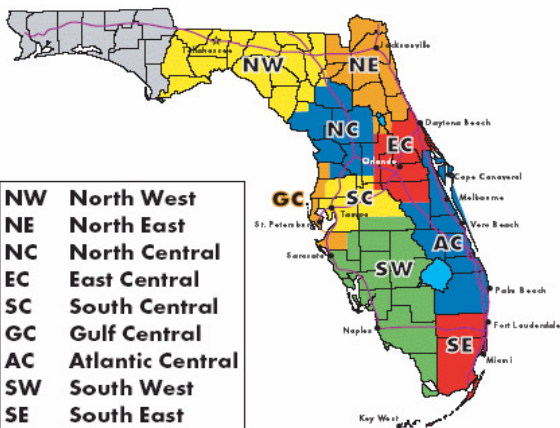 Tallahassee
Jacksonville
NW
NE
NC
Daytona Beach
EC
Orlando
Cape Canaveral
SC
GC
Melbourne
Tampa
St. Petersburg
Vero Beach
AC
Sarasota
SW
Palm Beach
Naples
Fort Lauderdale
SE
Miami
Key West
NW North West
NE North East
NC North Central
EC East Central
SC South Central
GC Gulf Central
AC Atlantic Central
SW South West
SE South East